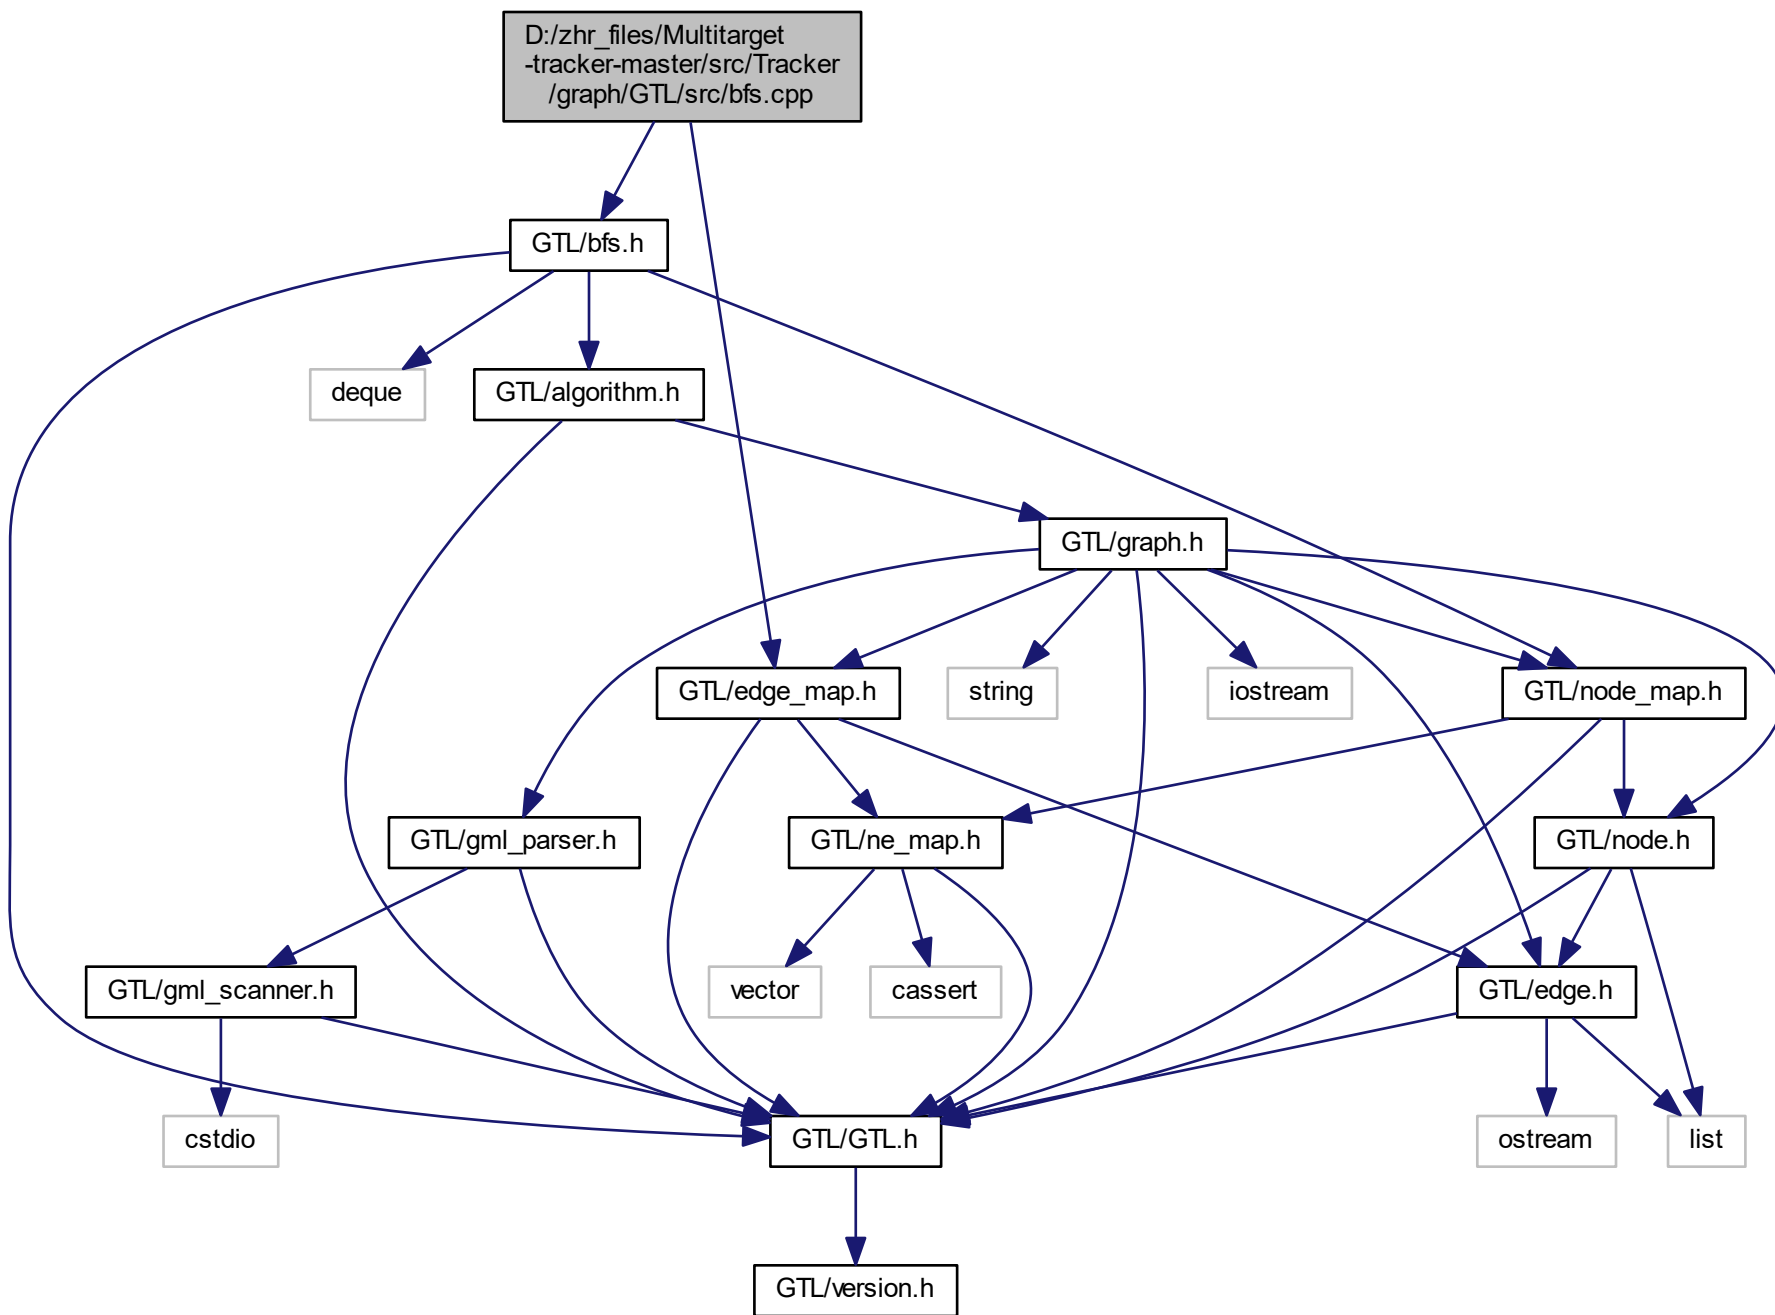 D:/zhr_files/Multitarget
-tracker-master/src/Tracker
/graph/GTL/src/bfs.cpp
GTL/bfs.h
deque
GTL/algorithm.h
GTL/graph.h
GTL/edge_map.h
string
iostream
GTL/node_map.h
GTL/gml_parser.h
GTL/ne_map.h
GTL/node.h
GTL/gml_scanner.h
vector
cassert
GTL/edge.h
cstdio
GTL/GTL.h
ostream
list
GTL/version.h